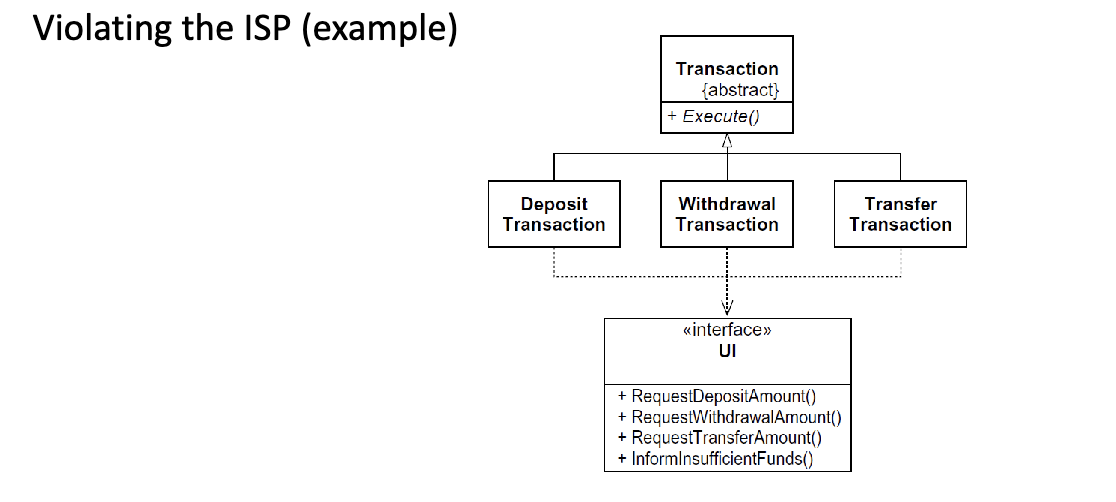 Violating the ISP (example)
Transaction
{abstract}
+ Execute()
Deposit
Transaction
Withdrawal
Transaction
Transfer
Transaction
«interface»
UI
+ RequestDepositAmount()
+ RequestWithdrawalAmount()
+ RequestTransferAmount()
+ InformInsufficientFunds()